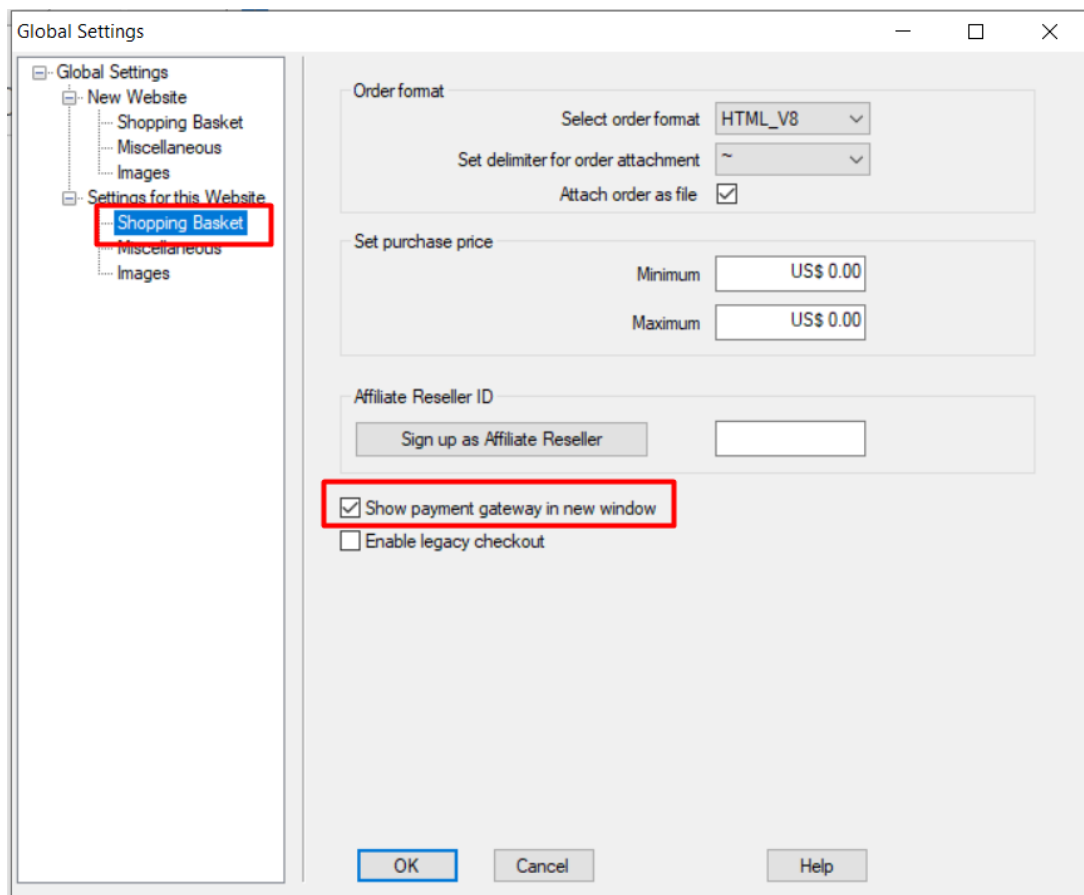 Global Settings
Global Settings
New Website
Shopping Basket
Miscellaneous
Images
Settings for this Website
Shopping Basket
Miscellaneous
Images
Order format
Select order format HTML_V8
Set delimiter for order attachment ~
Attach order as file
Set purchase price
Minimum US$ 0.00
Maximum US$ 0.00
Affiliate Reseller ID
Sign up as Affiliate Reseller
Show payment gateway in new window
Enable legacy checkout
OK Cancel Help